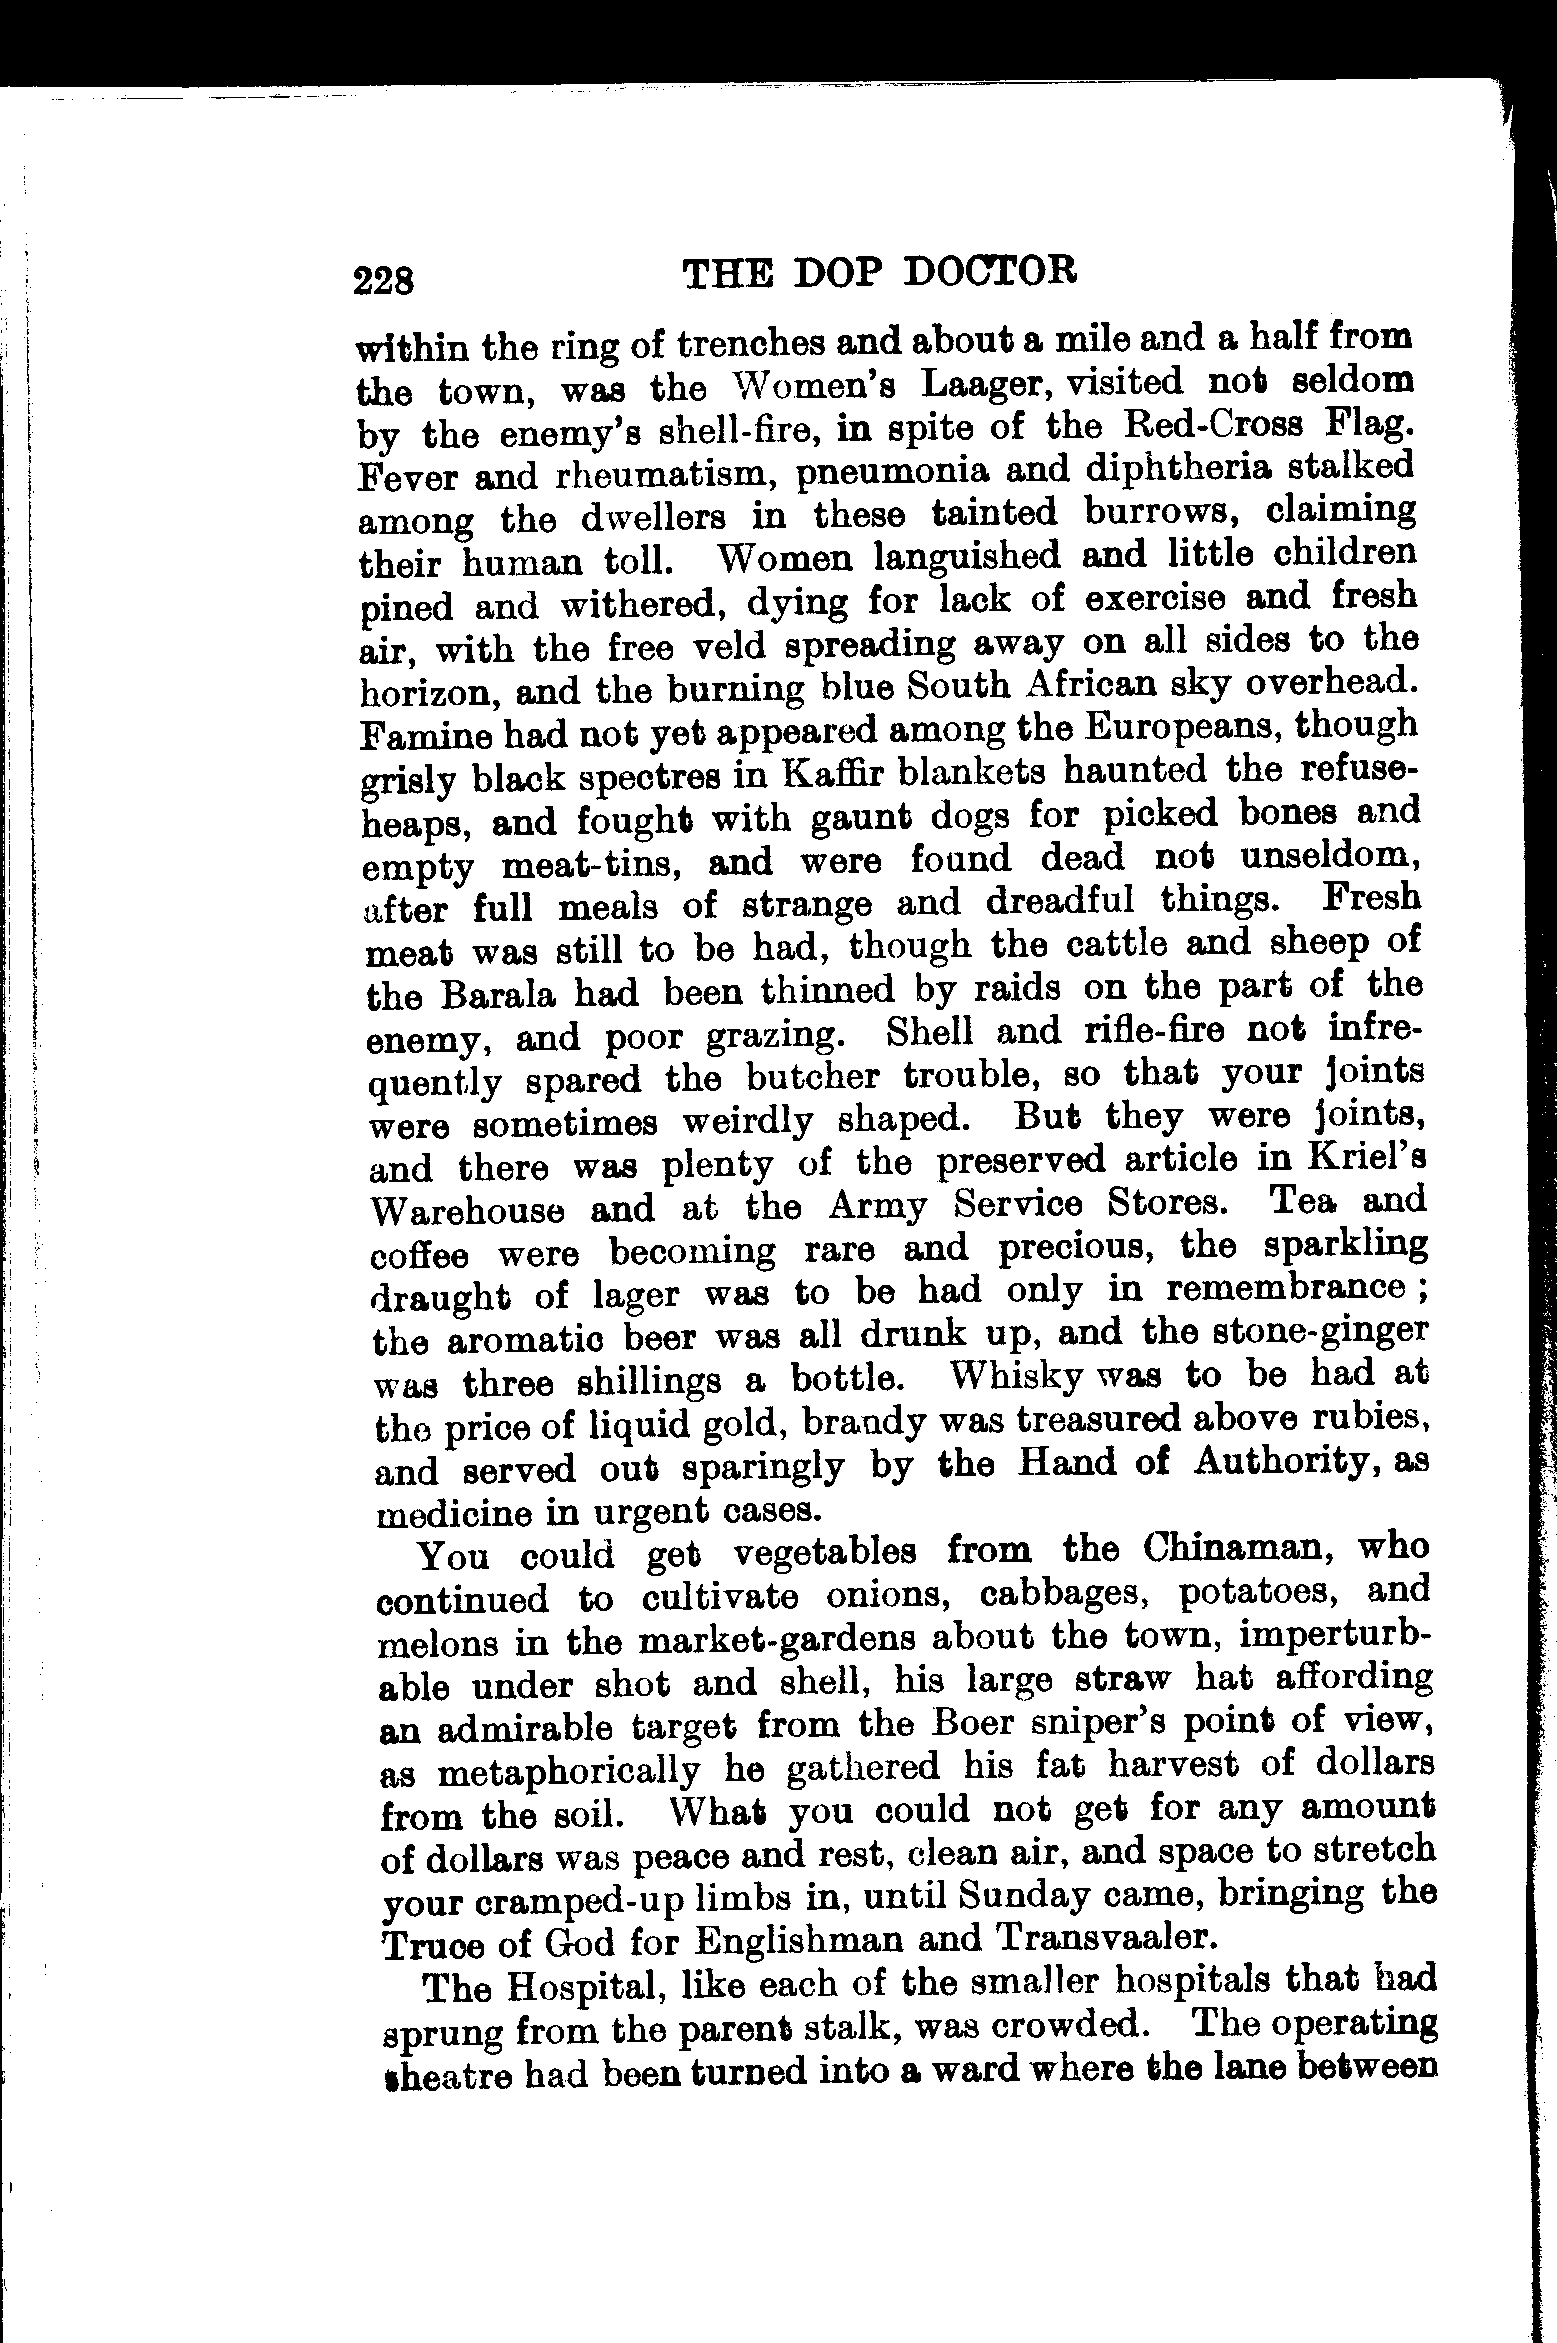 228 THE DOP DOCTOR
within the ring of trenches and about a mile and a half from
the town, was the Women's Laager, visited not seldom
by the enemy's shell-fire, in spite of the Red-Cross Flag.
Fever and rheumatism, pneumonia and diphtheria stalked
among the dwellers in these tainted burrows, claiming
their human toll. Women languished and little children
pined and withered, dying for lack of exercise and fresh
air, with the free veld spreading away on all sides to the
horizon, and the burning blue South African sky overhead.
Famine had not yet appeared among the Europeans, though
grisly black spectres in Kaffir blankets haunted the refuse-
heaps, and fought with gaunt dogs for picked bones and
empty meat-tins, and were found dead not unseldom,
after full meals of strange and dreadful things. Fresh
meat was still to be had, though the cattle and sheep of
the Barala had been thinned by raids on the part of the
enemy, and poor grazing. Shell and rifle-fire not infre-
quently spared the butcher trouble, so that your joints
were sometimes weirdly shaped. But they were joints,
and there was plenty of the preserved article in Kriel's
Warehouse and at the Army Service Stores. Tea and
coffee were becoming rare and precious, the sparkling
draught of lager was to be had only in remembrance ;
the aromatic beer was all drunk up, and the stone-ginger
was three shillings a bottle. Whisky was to be had at
the price of liquid gold, brandy was treasured above rubies,
and served out sparingly by the Hand of Authority, as
medicine in urgent cases.
You could get vegetables from the Chinaman, who
continued to cultivate onions, cabbages, potatoes, and
melons in the market-gardens about the town, imperturb-
able under shot and shell, his large straw hat affording
an admirable target from the Boer sniper's point of view,
as metaphorically he gathered his fat harvest of dollars
from the soil. What you could not get for any amount
of dollars was peace and rest, clean air, and space to stretch
your cramped-up limbs in, until Sunday came, bringing the
Truce of God for Englishman and Transvaaler.
The Hospital, like each of the smaller hospitals that had
sprung from the parent stalk, was crowded. The operating
theatre had been turned into a ward where the lane between